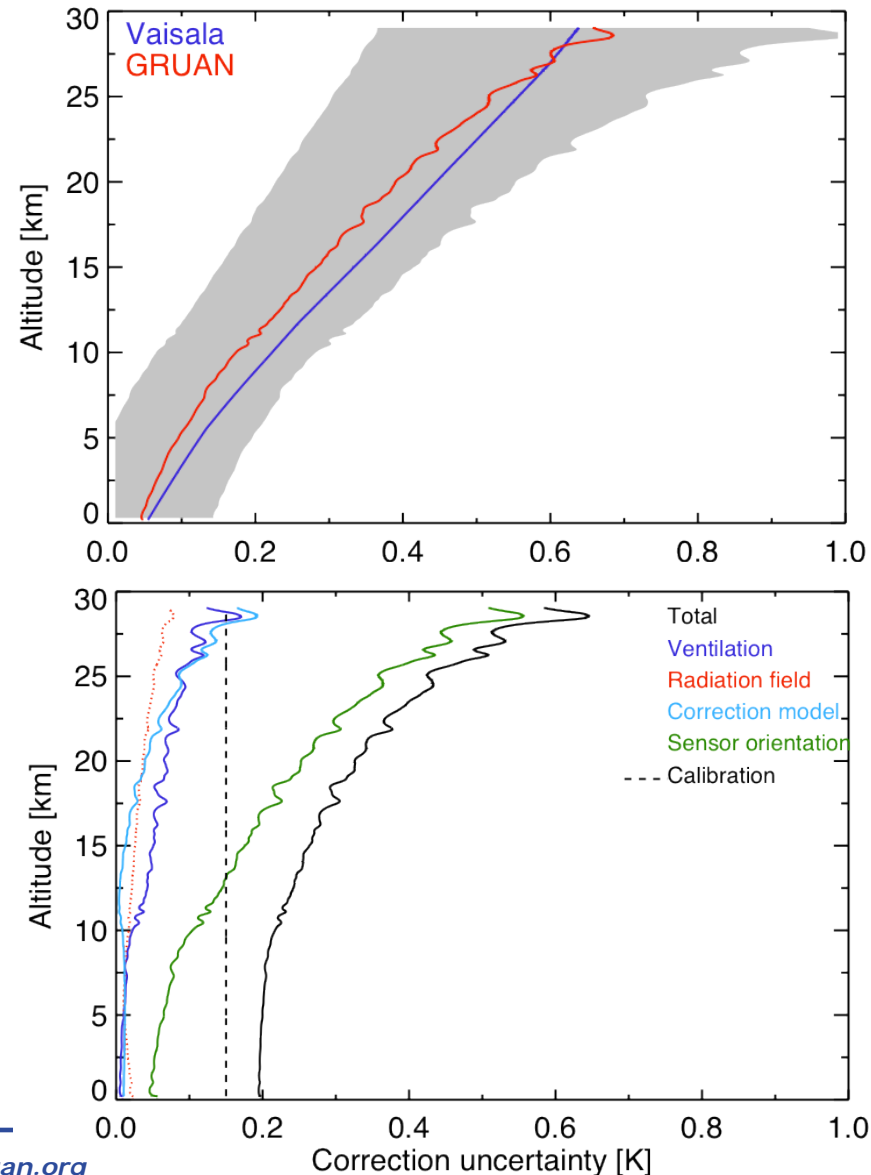 30
Vaisala
GRUAN
25
20
15
10
5
0
Altitude [km]
0.0 0.2 0.4 0.6 0.8 1.0
30
Total
Ventilation
25
Radiation field
Correction model
20
Sensor orientation
Calibration
15
10
5
0
Altitude [km]
0.0 0.2 0.4 0.6 0.8 1.0
Correction uncertainty [K]
an.org